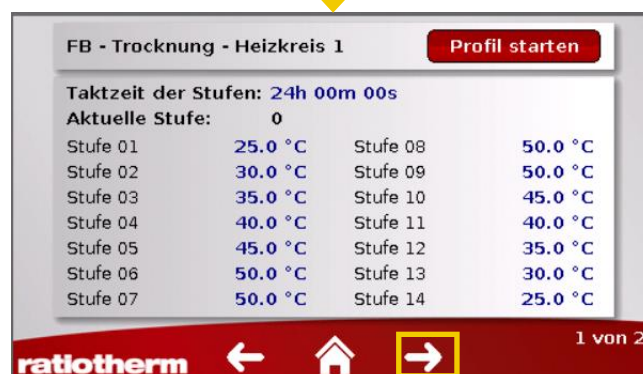 FB - Trocknung - Heizkreis 1 Profil starten
Taktzeit der Stufen: 24h 00m 00s
Aktuelle Stufe: 0
Stufe 01 25.0 °C Stufe 08 50.0 °C
Stufe 02 30.0 °C Stufe 09 50.0 °C
Stufe 03 35.0 °C Stufe 10 45.0 °C
Stufe 04 40.0 °C Stufe 11 40.0 °C
Stufe 05 45.0 °C Stufe 12 35.0 °C
Stufe 06 50.0 °C Stufe 13 30.0 °C
Stufe 07 50.0 °C Stufe 14 25.0 °C
1 von 2
ratiotherm